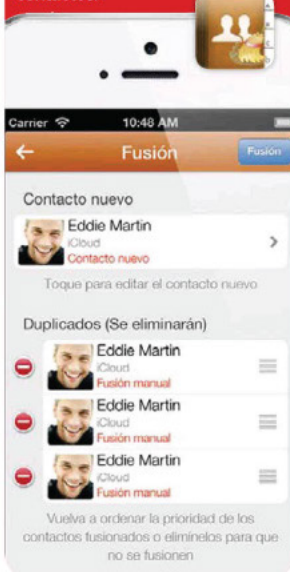 Carrier 10:48 AM
Fusión Fusión
Contacto nuevo
Eddie Martin
iCloud
Contacto nuevo
Toque para editar el contacto nuevo
Duplicados (Se eliminarán)
Eddie Martin
iCloud
Fusión manual
Eddie Martin
iCloud
Fusión manual
Eddie Martin
iCloud
Fusión manual
Vuelva a ordenar la prioridad de los
contactos fusionados o elimínelos para que
no se fusionen